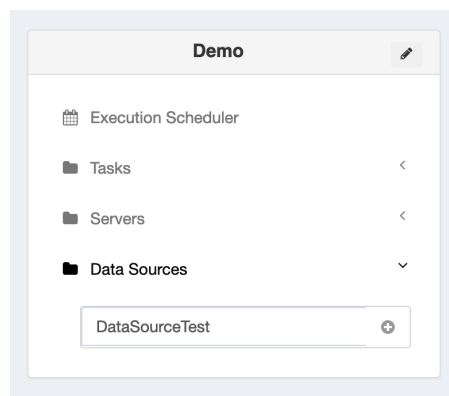 Demo
Execution Scheduler
Tasks
Servers
Data Sources
DataSourceTest